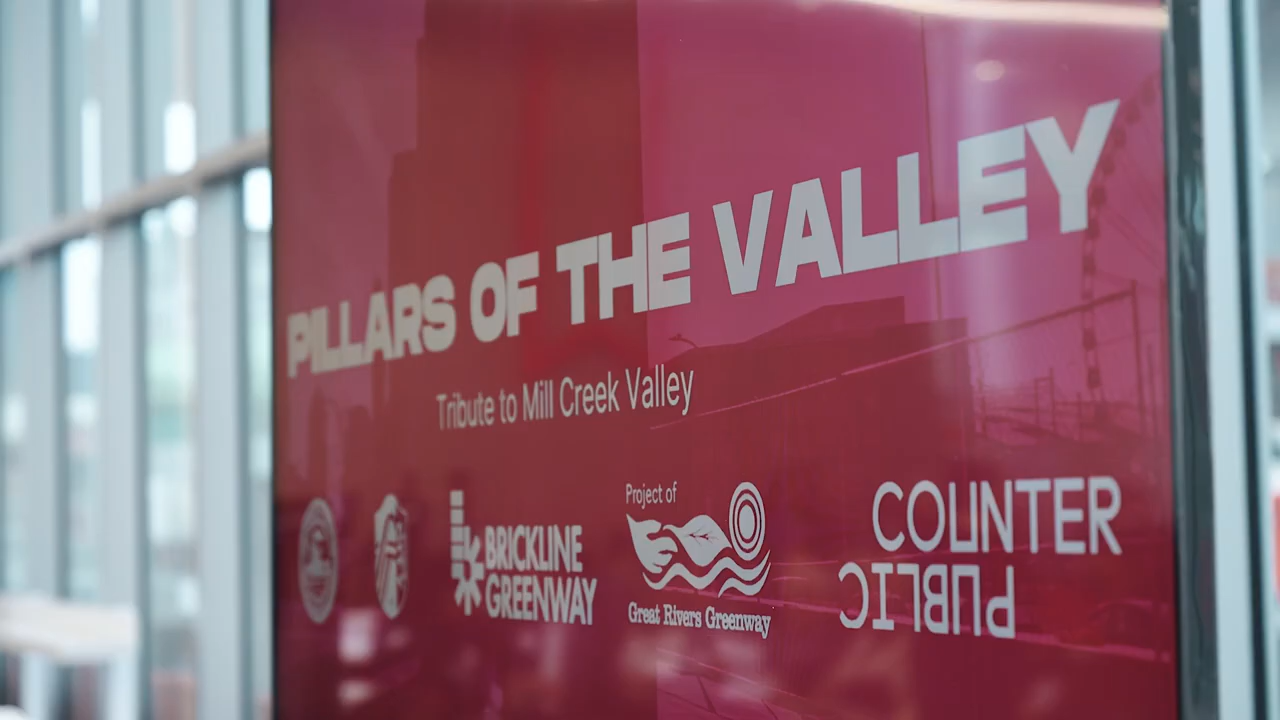 PILLARS OF THE VALLEY
Tribute to Mill Creek Valley
BRICKLINE
GREENWAY
Project of
Great Rivers Greenway
COUNTER
PUBLIC